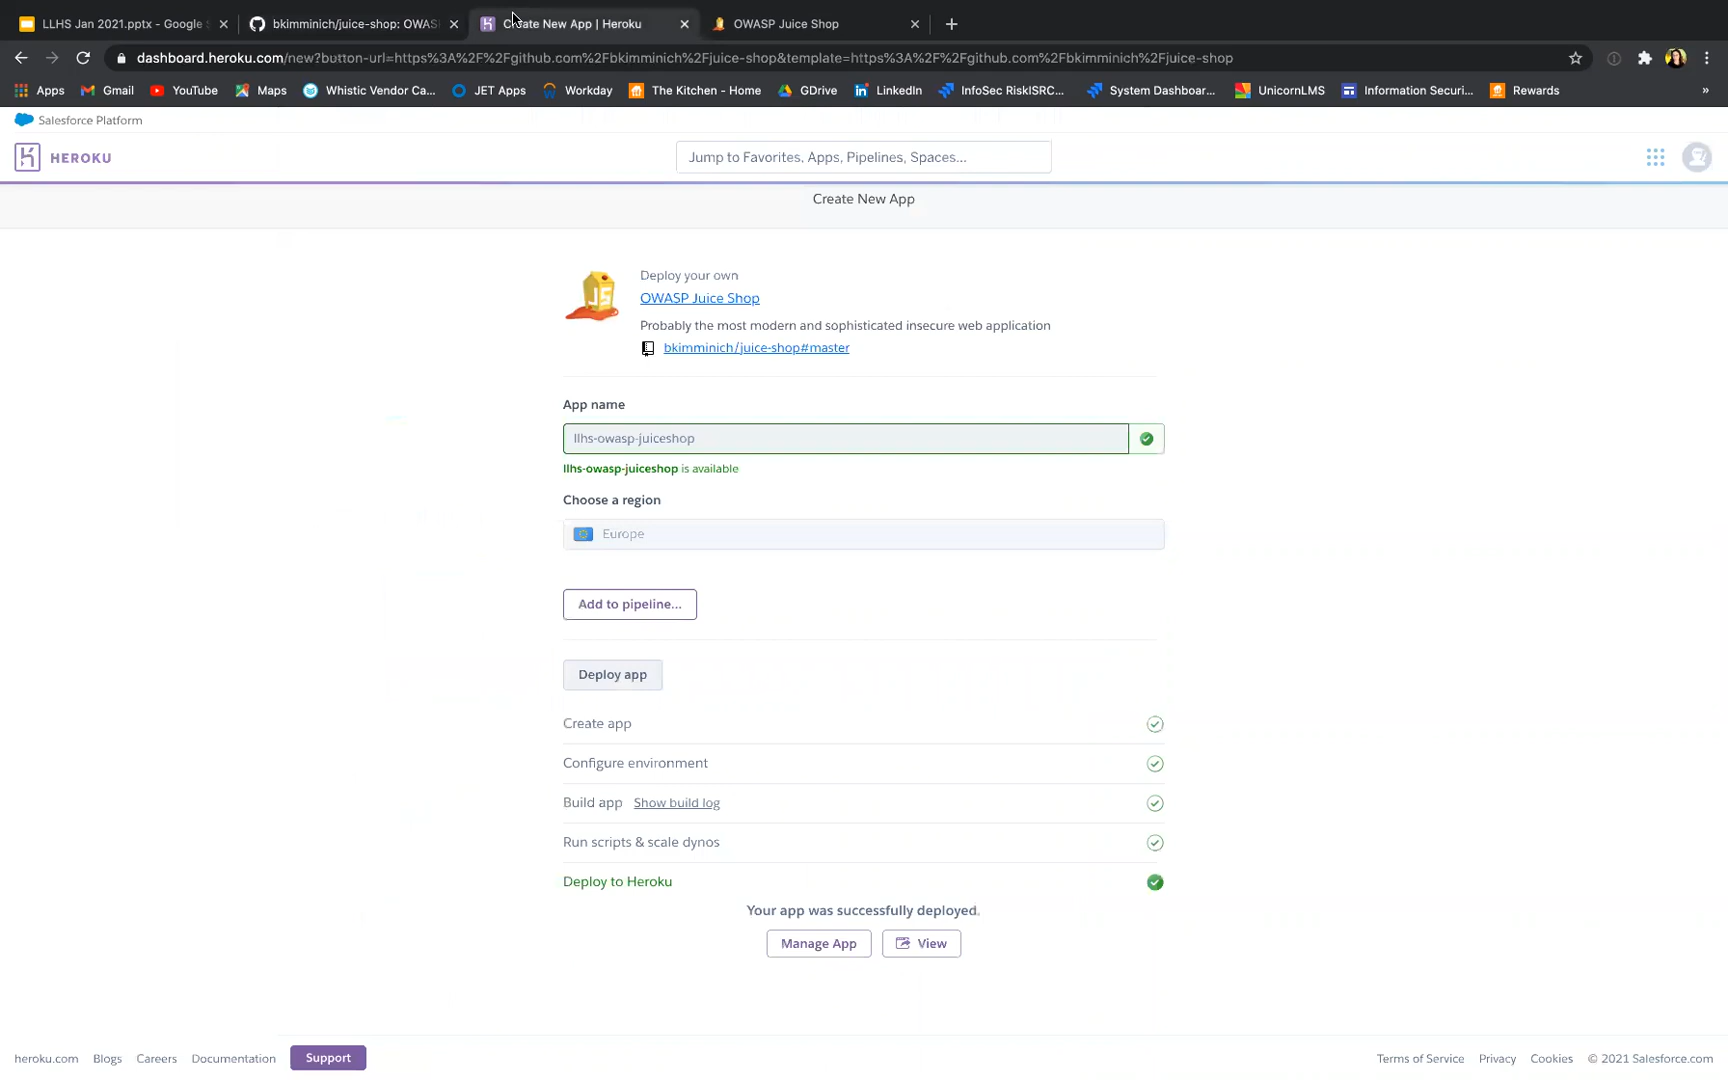 LLHS Jan 2021.pptx - Google
bkimminich/juice-shop: OWAS
Create New App | Heroku
OWASP Juice Shop
dashboard.heroku.com/new?button-url=https%3A%2F%2Fgithub.com%2Fbkimminich%2Fjuice-shop&template=https%3A%2F%2Fgithub.com%2Fbkimminich%2Fjuice-shop
Apps Gmail YouTube Maps Whistic Vendor Ca... JET Apps Workday The Kitchen - Home GDrive LinkedIn InfoSec RiskISRC... System Dashboar... UnicornLMS Information Securi... Rewards »
Salesforce Platform
HEROKU
Jump to Favorites, Apps, Pipelines, Spaces...
Create New App
Deploy your own
OWASP Juice Shop
Probably the most modern and sophisticated insecure web application
bkimminich/juice-shop#master
App name
llhs-owasp-juiceshop
llhs-owasp-juiceshop is available
Choose a region
Europe
Add to pipeline...
Deploy app
Create app
Configure environment
Build app Show build log
Run scripts & scale dynos
Deploy to Heroku
Your app was successfully deployed.
Manage App View
heroku.com Blogs Careers Documentation Support Terms of Service Privacy Cookies © 2021 Salesforce.com